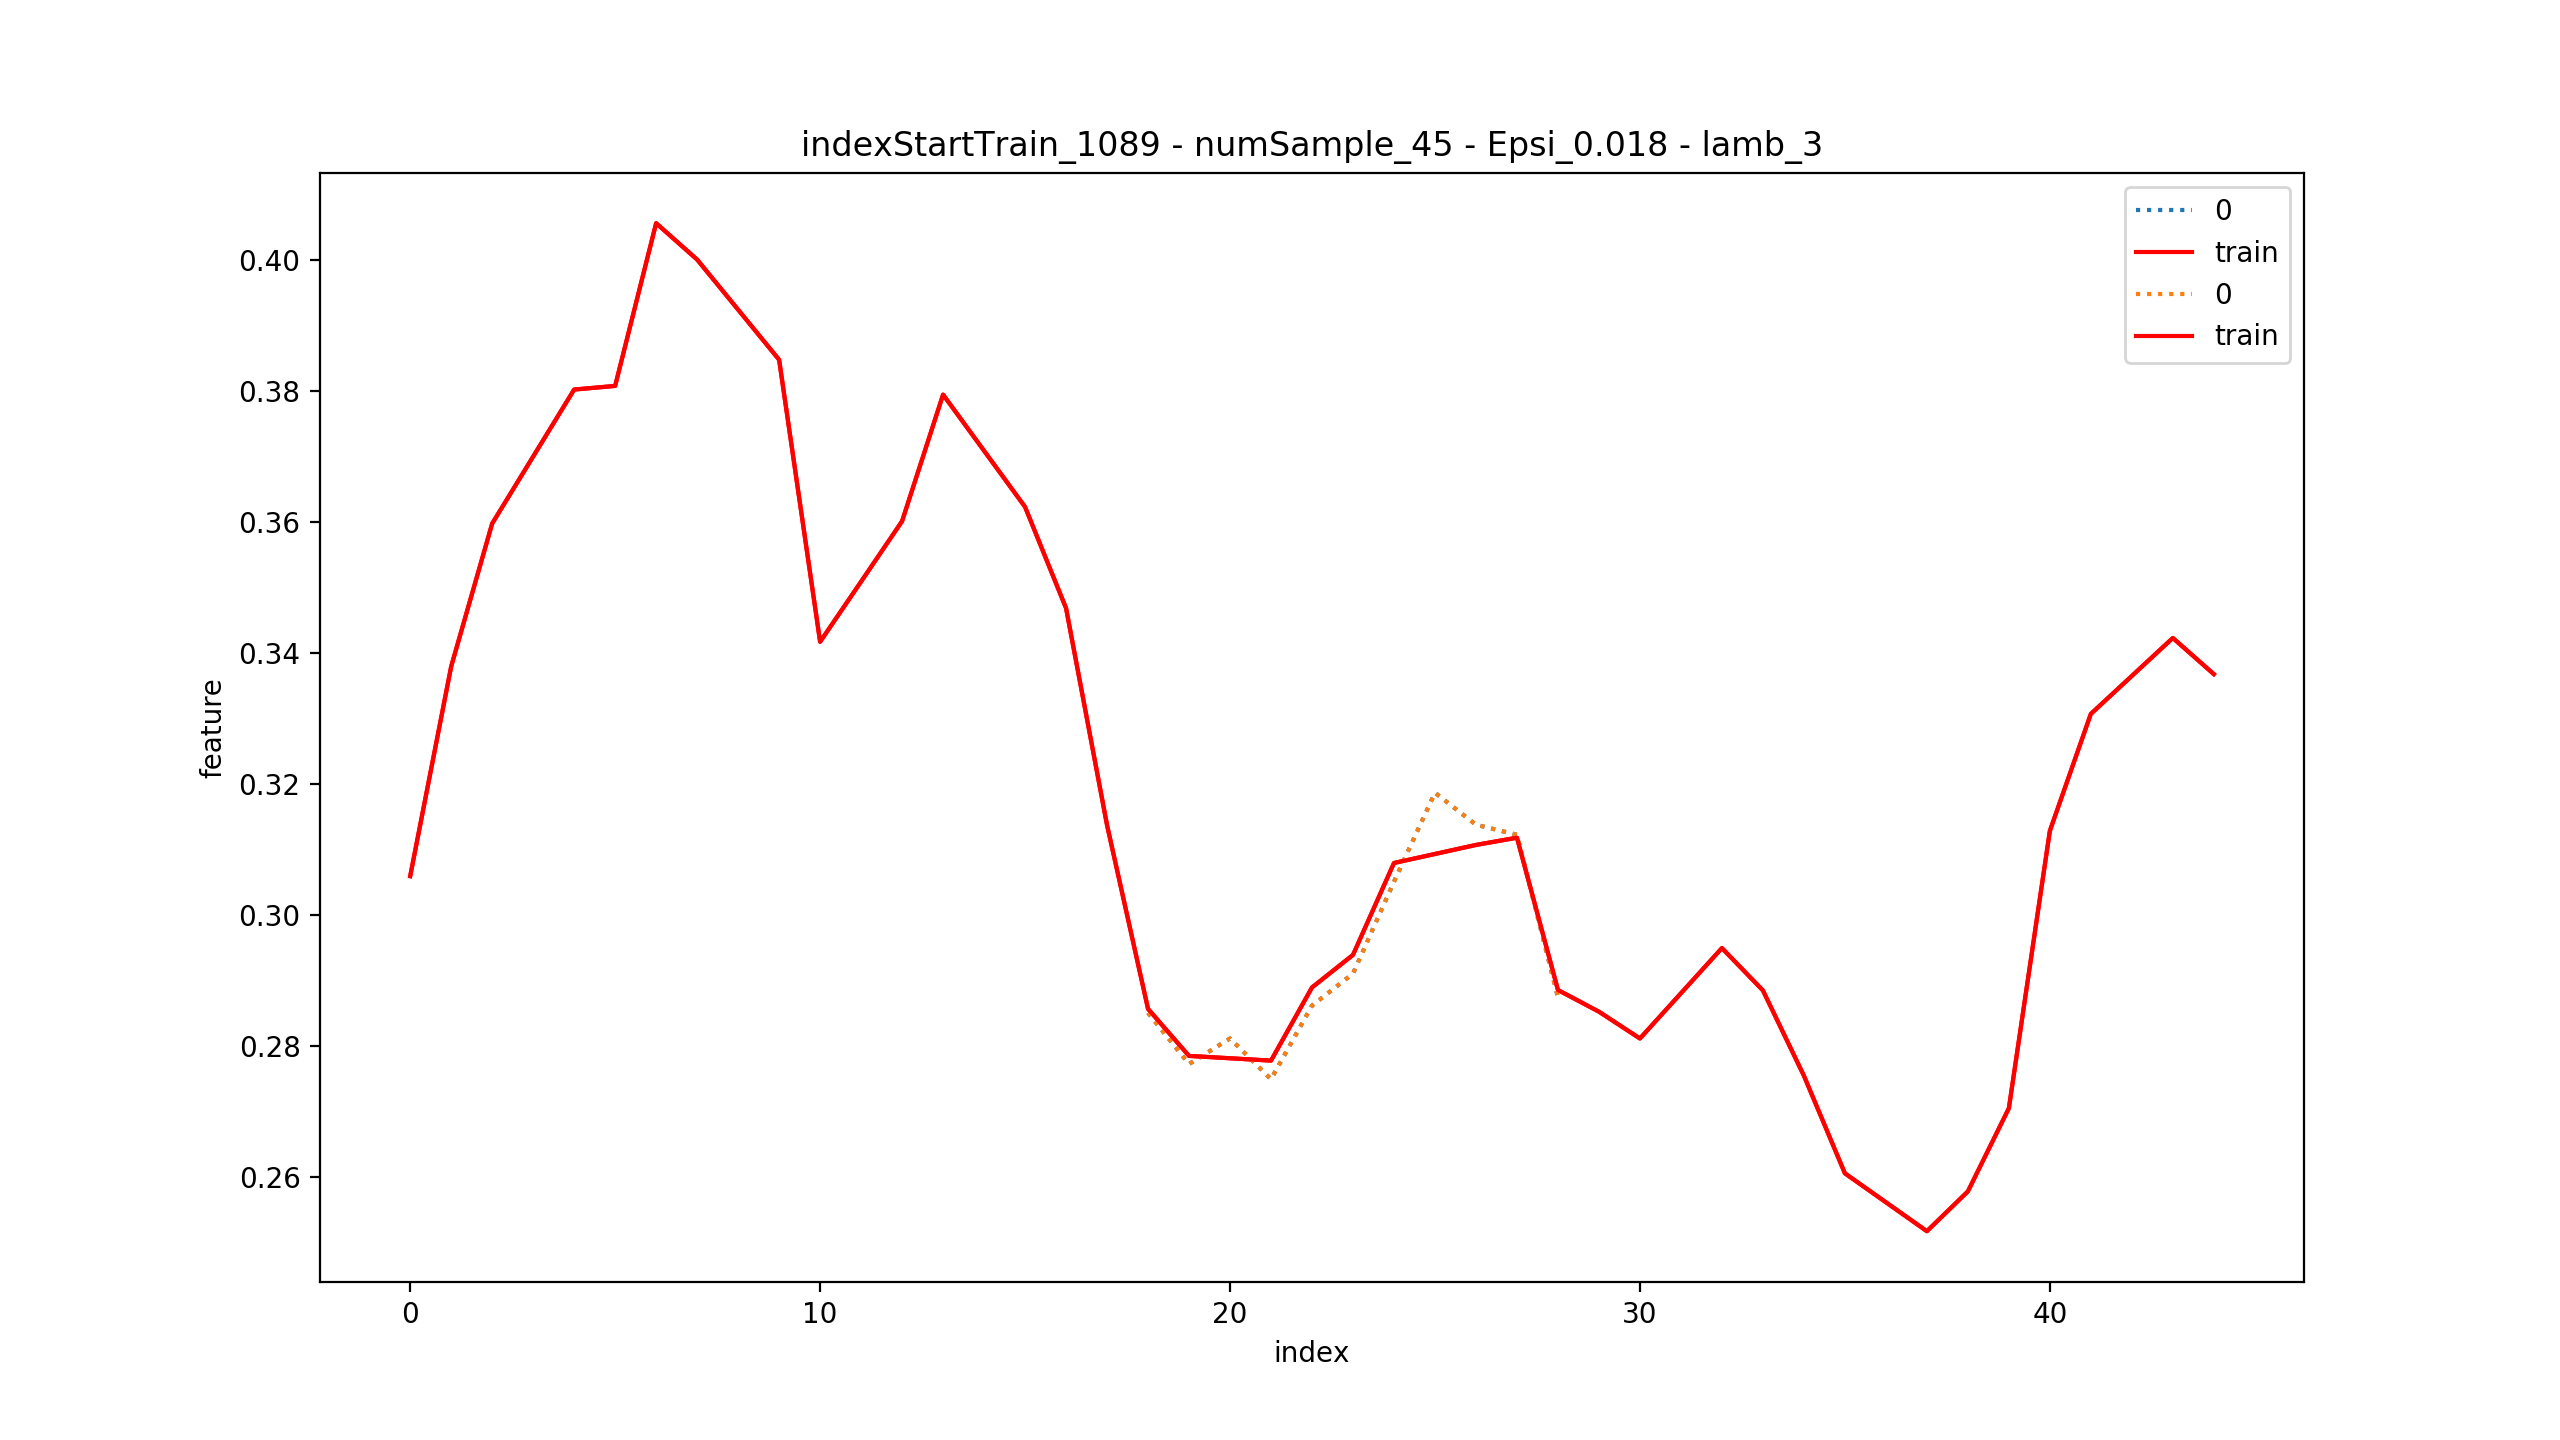 indexStartTrain_1089 - numSample_45 - Epsi_0.018 - lamb_3
0
train
0
train
0.40
0.38
0.36
0.34
0.32
0.30
0.28
0.26
feature
0 10 20 30 40
index